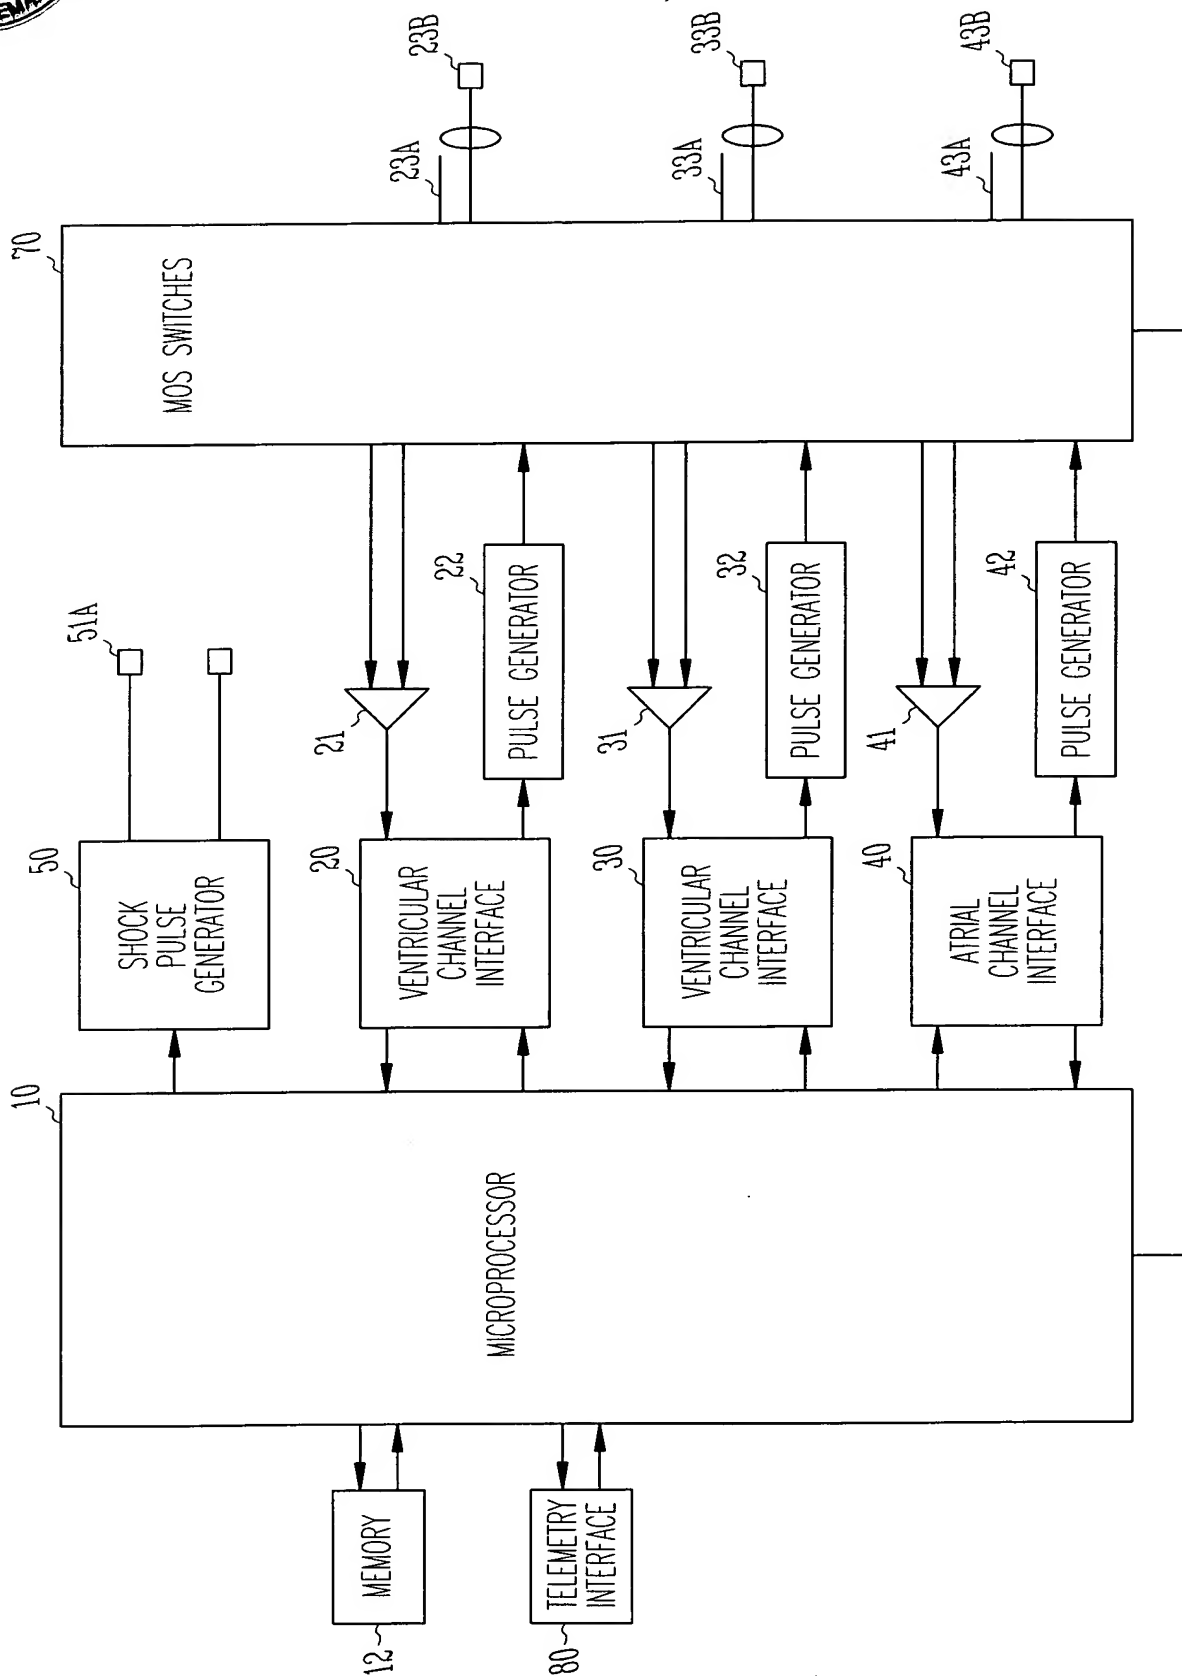 70
MOS SWITCHES
23A
23B
33A
33B
43A
43B
51A
50
SHOCK
PULSE
GENERATOR
21
22
PULSE GENERATOR
20
VENTRICULAR
CHANNEL
INTERFACE
31
32
PULSE GENERATOR
30
VENTRICULAR
CHANNEL
INTERFACE
41
42
PULSE GENERATOR
40
ATRIAL
CHANNEL
INTERFACE
10
MICROPROCESSOR
MEMORY
12
TELEMETRY
INTERFACE
80